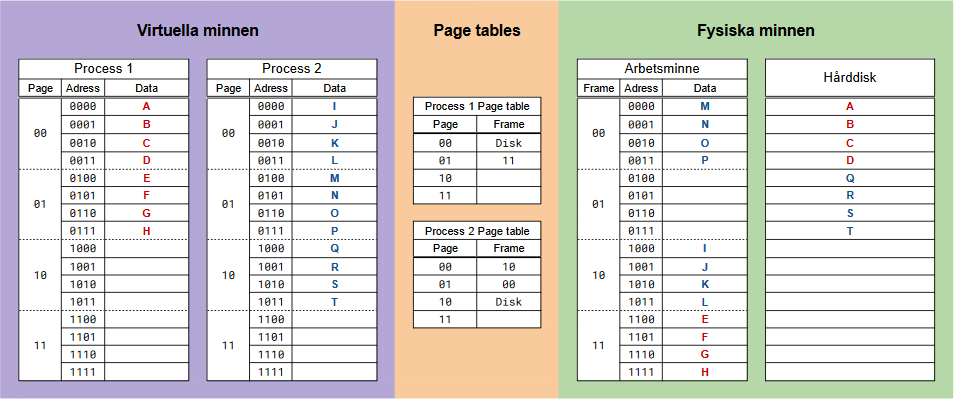 Virtuella minnen
Page tables
Fysiska minnen
Process 1
Page Adress Data
00
0000 A
0001 B
0010 C
0011 D
01
0100 E
0101 F
0110 G
0111 H
10
1000
1001
1010
1011
11
1100
1101
1110
1111
Process 2
Page Adress Data
00
0000 I
0001 J
0010 K
0011 L
01
0100 M
0101 N
0110 O
0111 P
10
1000 Q
1001 R
1010 S
1011 T
11
1100
1101
1110
1111
Process 1 Page table
Page Frame
00 Disk
01 11
10
11
Process 2 Page table
Page Frame
00 10
01 00
10 Disk
11
Arbetsminne
Frame Adress Data
00
0000 M
0001 N
0010 O
0011 P
01
0100
0101
0110
0111
10
1000 I
1001 J
1010 K
1011 L
11
1100 E
1101 F
1110 G
1111 H
Hårddisk
A
B
C
D
Q
R
S
T